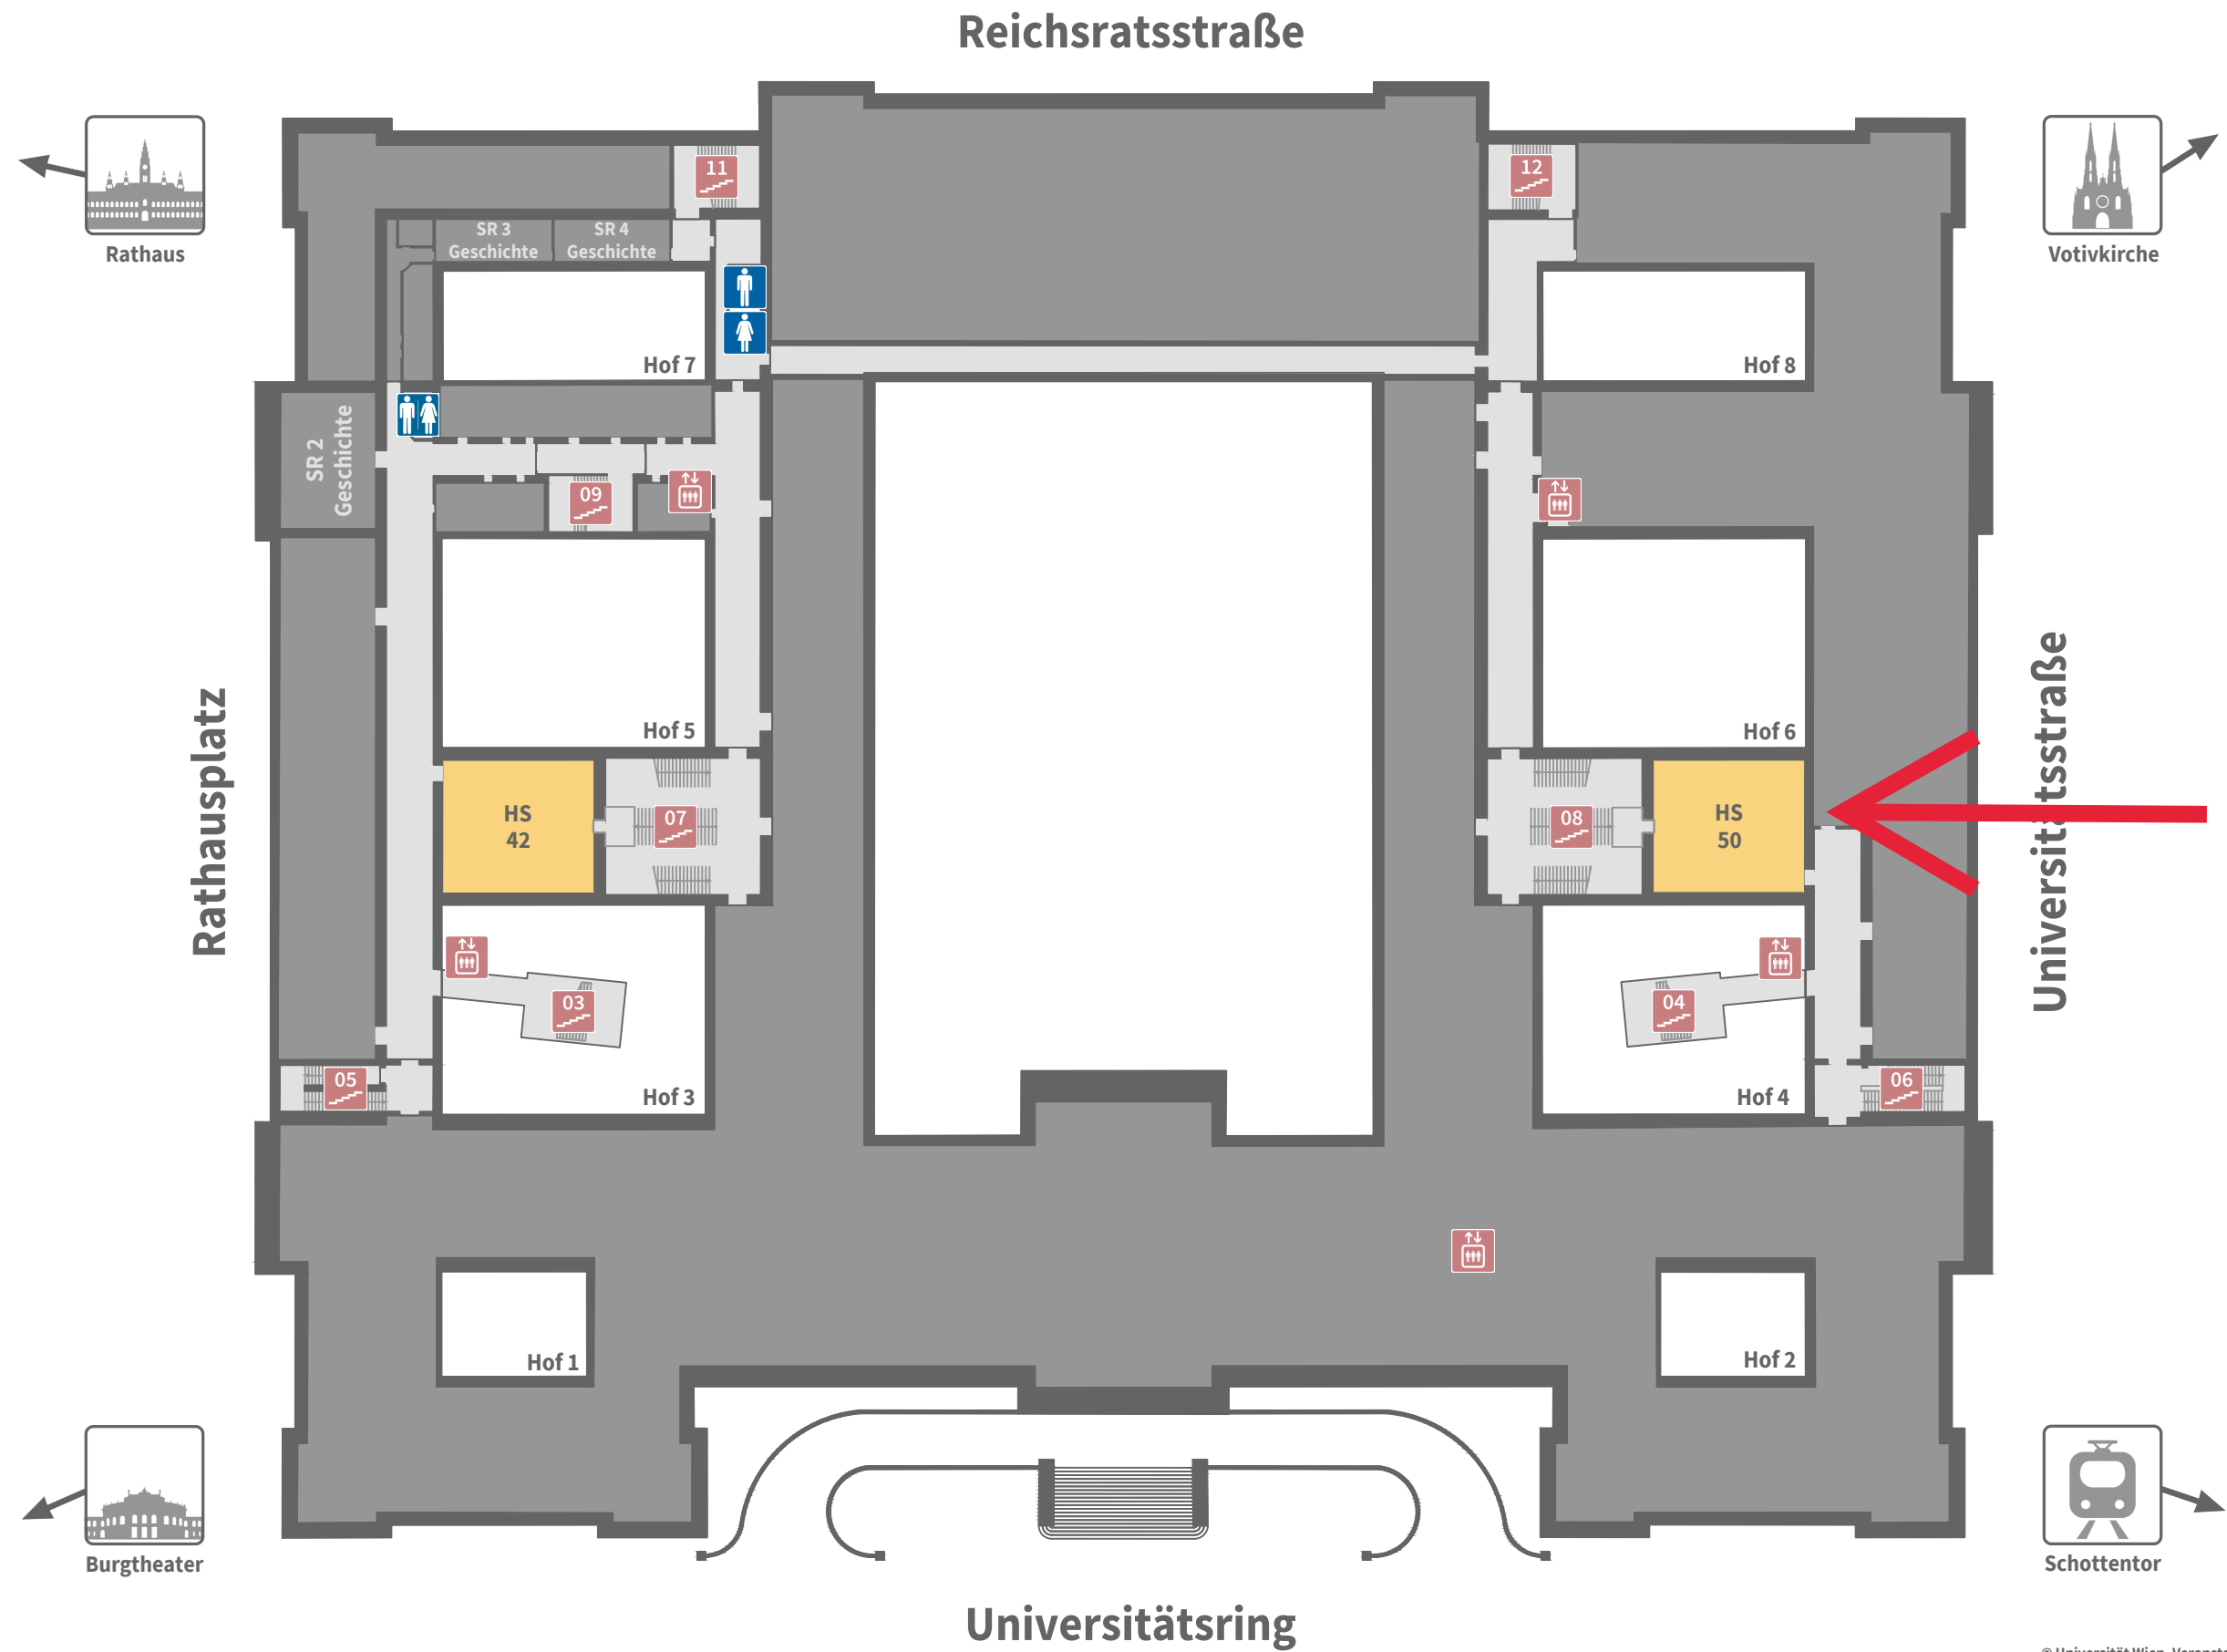 Reichsratsstraße
11
12
SR 3
Geschichte
SR 4
Geschichte
Rathaus
Votivkirche
Hof 7
Hof 8
SR 2
Geschichte
09
Rathausplatz
Universitätsstraße
Hof 5
Hof 6
HS
42
07
08
HS
50
03
04
05
06
Hof 3
Hof 4
Hof 1
Hof 2
Burgtheater
Schottentor
Universitätsring